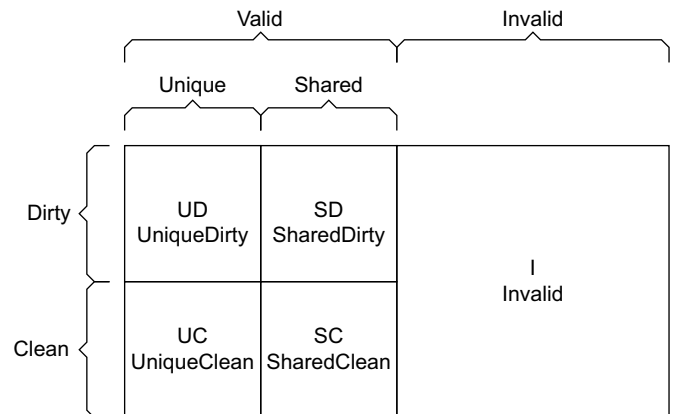 Valid
Invalid
Unique
Shared
Dirty
UD
UniqueDirty
SD
SharedDirty
I
Invalid
Clean
UC
UniqueClean
SC
SharedClean